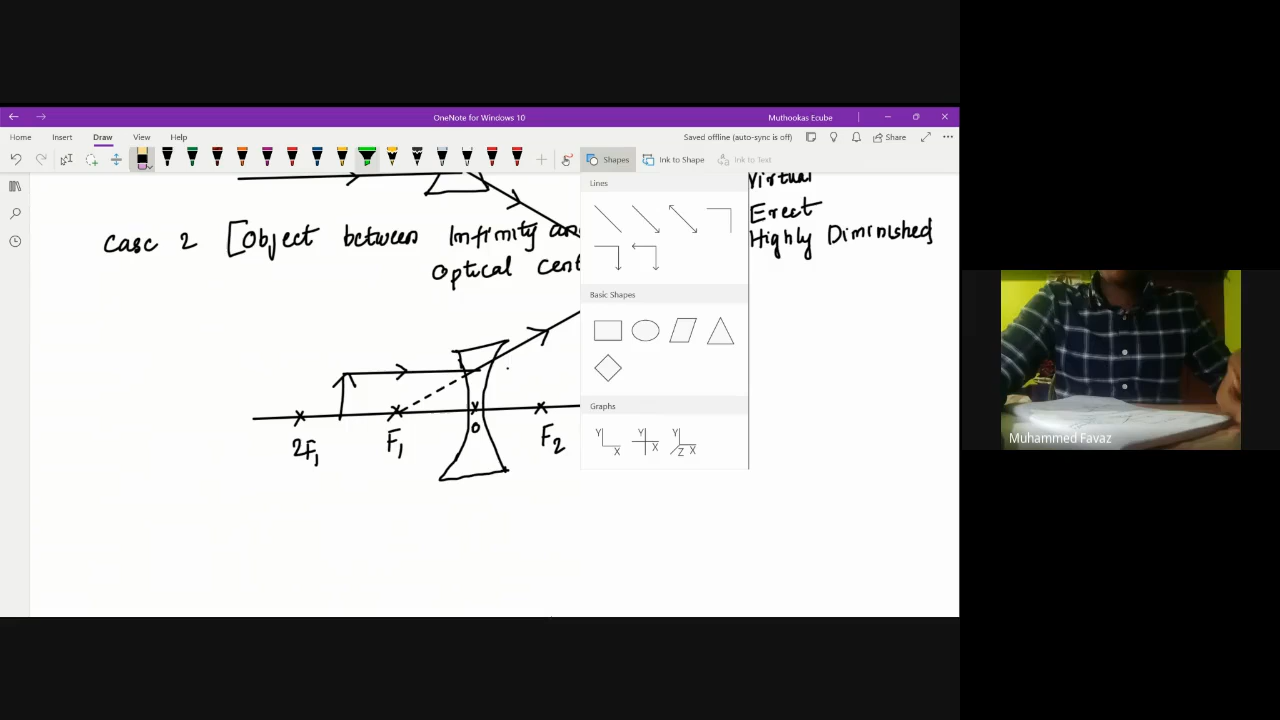 OneNote for Windows 10
Muthookas Ecube
Home Insert Draw View Help
Saved offline (auto-sync is off)
Share
Shapes
Ink to Shape
Ink to Text
Lines
Virtual
Erect
Highly Diminished
Case 2 [Object between Infinity an
Optical cent
Basic Shapes
2F1 F1 O F2
Graphs
Y X Y X Y Z X
Muhammed Favaz